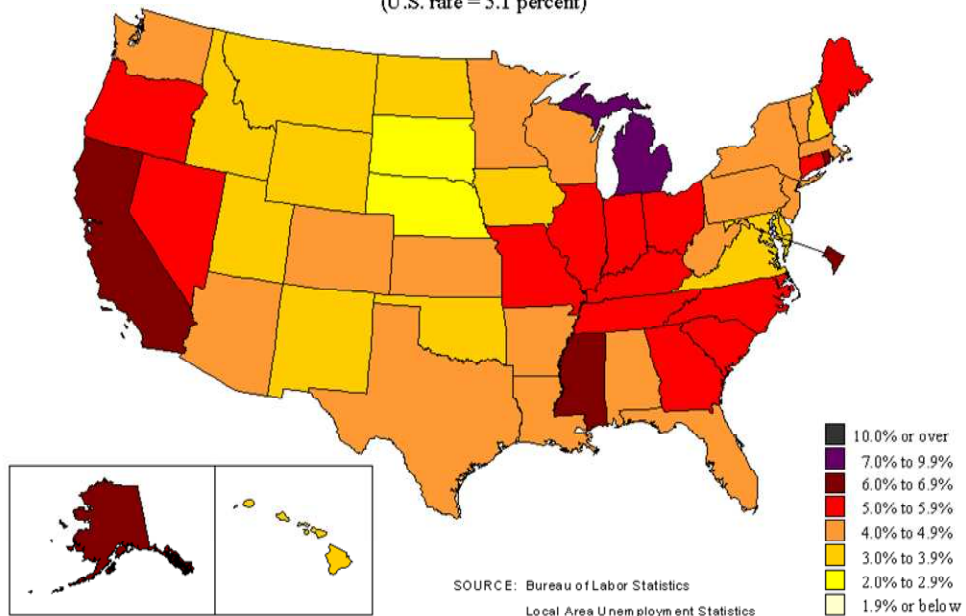 (U.S. rate = 5.1 percent)
10.0% or over
7.0% to 9.9%
6.0% to 6.9%
5.0% to 5.9%
4.0% to 4.9%
3.0% to 3.9%
2.0% to 2.9%
1.9% or below
SOURCE: Bureau of Labor Statistics
Local Area Unemployment Statistics